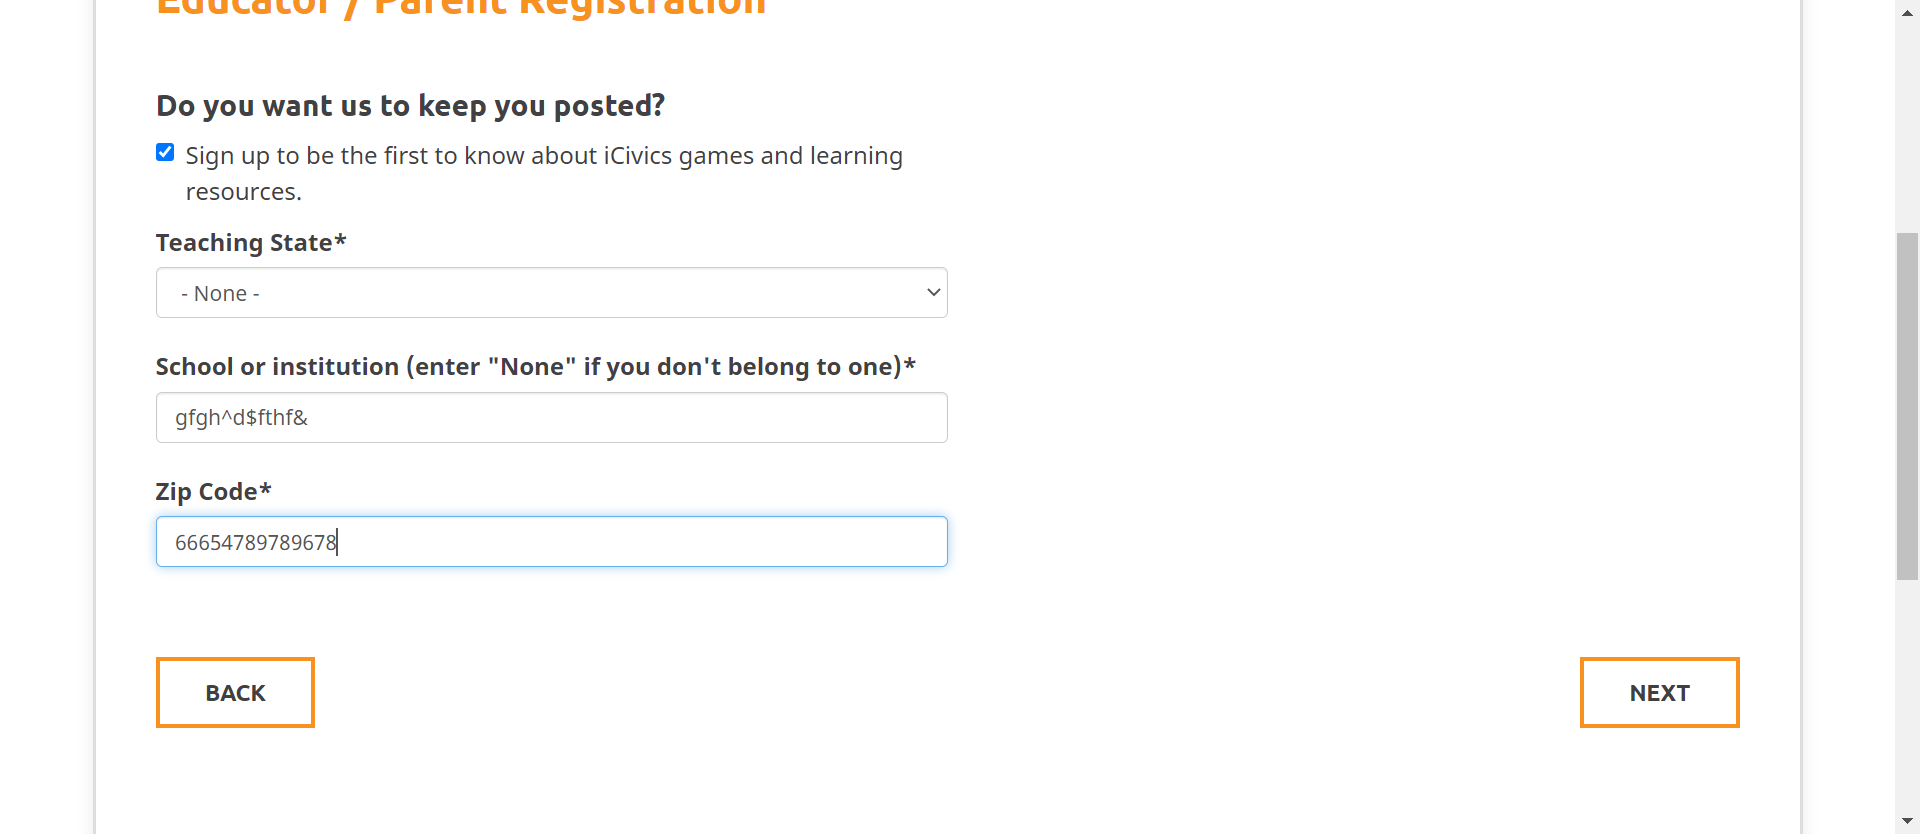 Educator / Parent Registration
Do you want us to keep you posted?
Sign up to be the first to know about iCivics games and learning
resources.
Teaching State*
- None -
School or institution (enter "None" if you don't belong to one)*
gfgh^d$fthf&
Zip Code*
66654789789678
BACK
NEXT